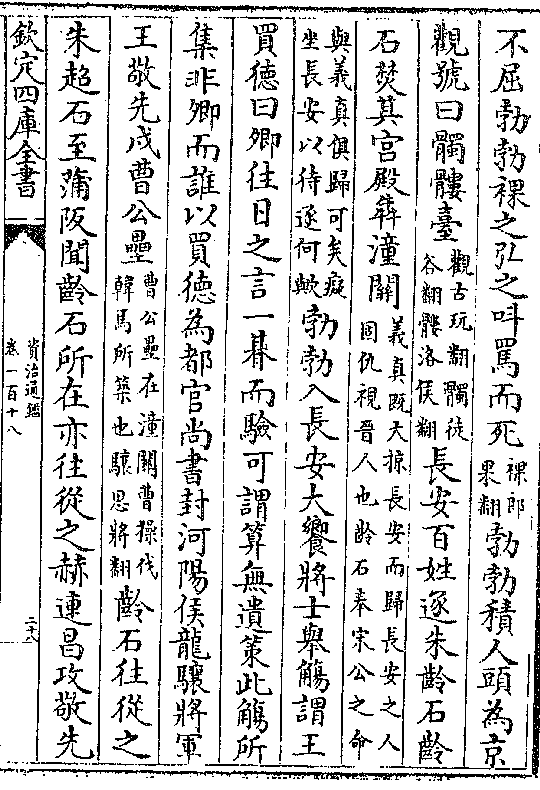 不屈勃勃裸之弘之叫罵而死裸郎果翻勃勃積人頭為京
觀號曰髑髏臺觀古玩翻髑徒谷翻髏洛侯翻長安百姓逐朱齡石齡
石焚其宫殿犇潼關義真既大掠長安而歸長安之人固仇視晉人也齡石奉宋公之命
與義真俱歸可矣癡坐長安以待逐何歟勃勃入長安大饗將士舉觴謂王
買德曰卿往日之言一朞而驗可謂算無遺策此觴所
集非卿而誰以買德為都官尚書封河陽侯龍驤將軍
王敬先戍曹公壘曹公壘在潼關曹操伐韓馬所築也驤思將翻齡石往從之
朱超石至蒲阪聞齡石所在亦往從之赫連昌攻敬先
欽定四庫全書
資治通鑑
卷一百十八
二十八